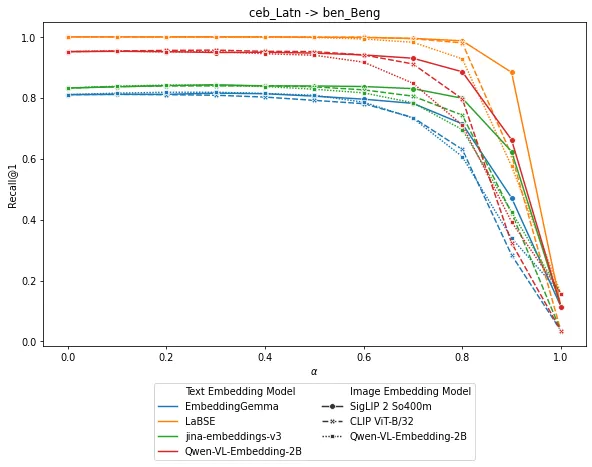 ceb_Latn -> ben_Beng
Recall@1
1.0
0.8
0.6
0.4
0.2
0.0
0.0 0.2 0.4 0.6 0.8 1.0
α
Text Embedding Model Image Embedding Model
EmbeddingGemma SigLIP 2 So400m
LaBSE CLIP ViT-B/32
jina-embeddings-v3 Qwen-VL-Embedding-2B
Qwen-VL-Embedding-2B